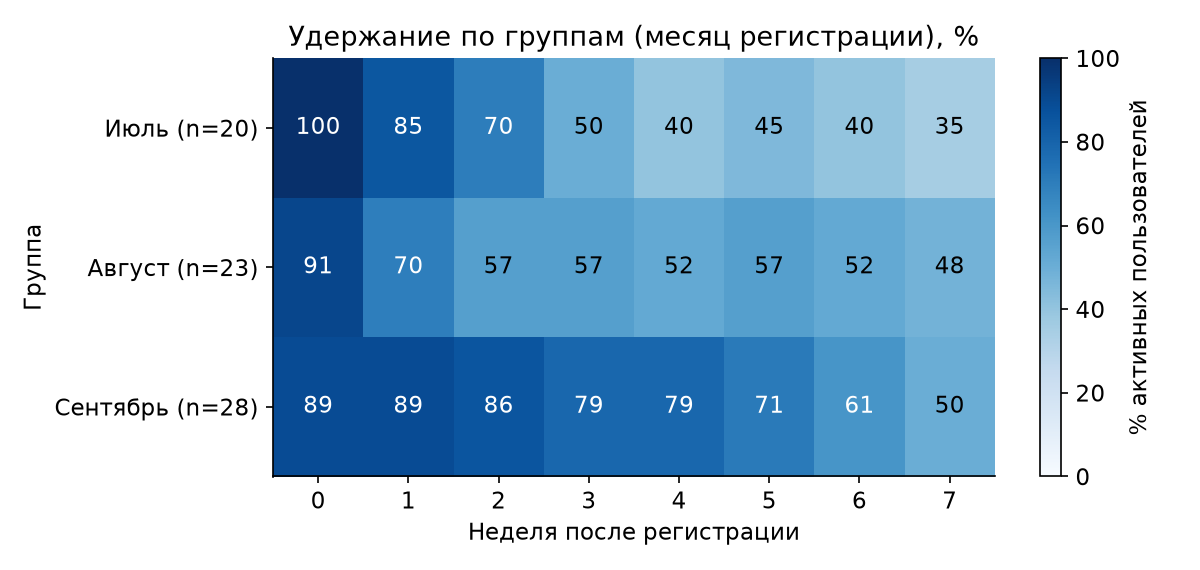 Удержание по группам (месяц регистрации), %
Группа
Июль (n=20) 100 85 70 50 40 45 40 35
Август (n=23) 91 70 57 57 52 57 52 48
Сентябрь (n=28) 89 89 86 79 79 71 61 50
0 1 2 3 4 5 6 7
Неделя после регистрации
100
80
60
40
20
0
% активных пользователей